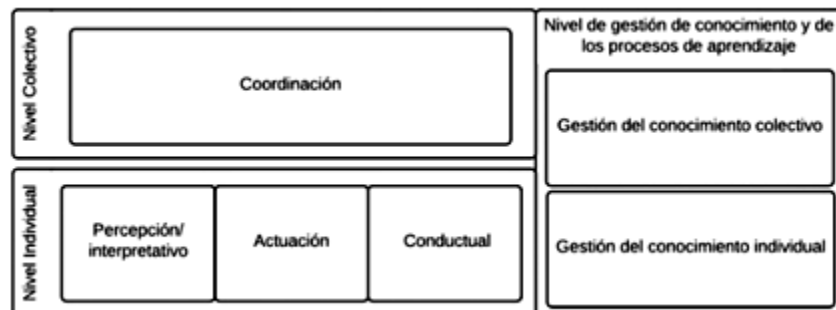 Nivel Colectivo
Coordinación
Nivel Individual
Percepción/
interpretativo
Actuación
Conductual
Nivel de gestión de conocimiento y de
los procesos de aprendizaje
Gestión del conocimiento colectivo
Gestión del conocimiento individual